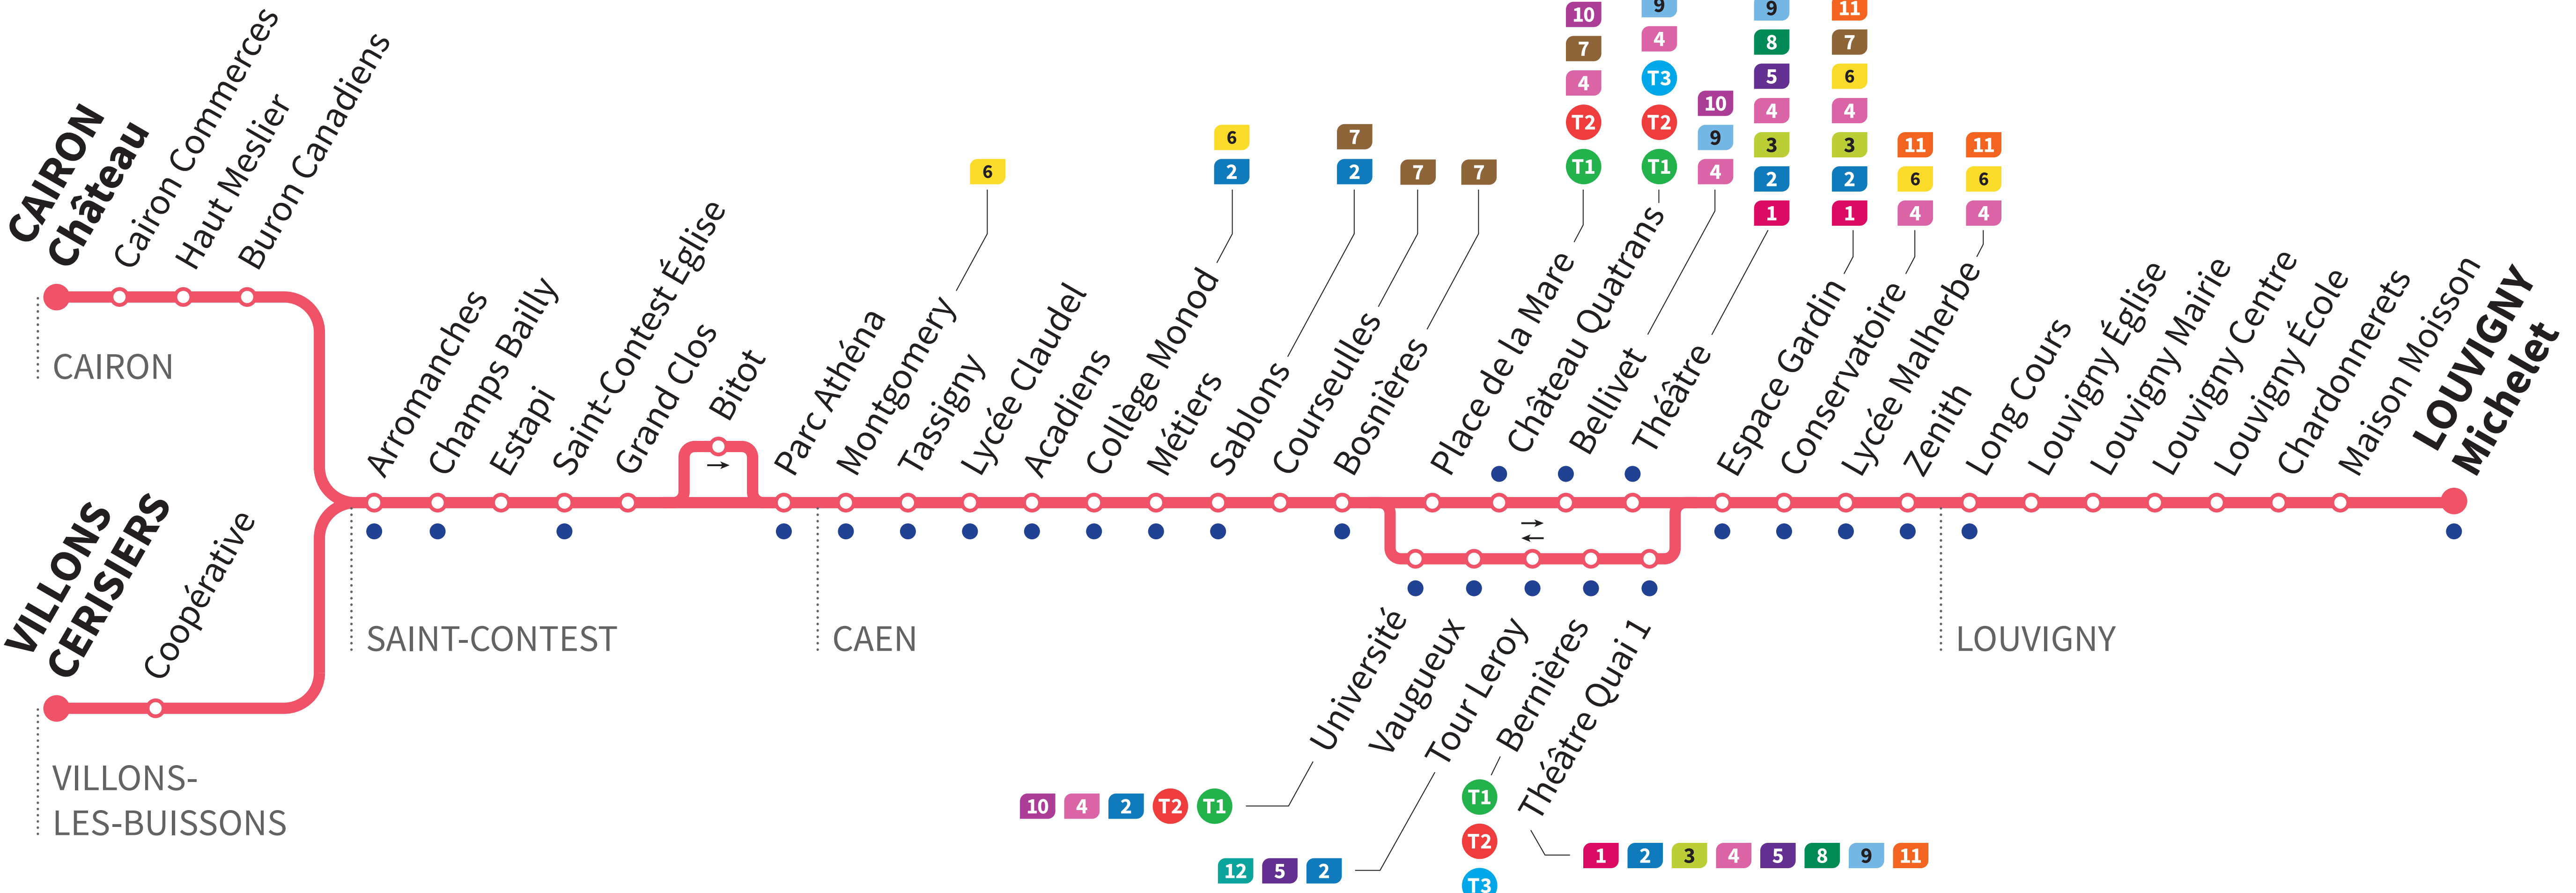 CAIRON
Château
Cairon Commerces
Haut Meslier
Buron Canadiens
CAIRON
VILLONS
CERISIERS
Coopérative
VILLONS-
LES-BUISSONS
Arromanches
Champs Bailly
Estapi
Saint-Contest Église
Grand Clos
Bitot
Parc Athéna
SAINT-CONTEST
Montgomery
6
Tassigny
Lycée Claudel
Acadiens
Collège Monod
6
2
Métiers
Sablons
7
2
Courseulles
7
Bosnières
7
Place de la Mare
10
7
4
T2
T1
Château Quatrans
9
4
T3
T2
T1
Bellivet
10
9
4
Théâtre
9
8
5
4
3
2
1
Espace Gardin
11
7
6
4
3
2
1
Conservatoire
11
6
4
Lycée Malherbe
11
6
4
Zenith
CAEN
Université
10 4 2 T2 T1
Vaugueux
Tour Leroy
12 5 2
Bernières
T1
T2
T3
Théâtre Quai 1
1 2 3 4 5 8 9 11
Long Cours
Louvigny Église
Louvigny Mairie
Louvigny Centre
Louvigny École
Chardonnerets
Maison Moisson
LOUVIGNY
Michelet
LOUVIGNY